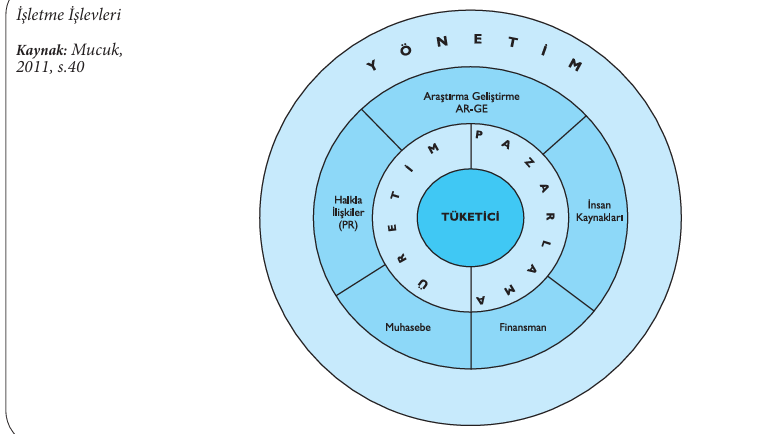 İşletme İşlevleri
Kaynak: Mucuk,
2011, s.40
YÖNETİM
Araştırma Geliştirme
AR-GE
ÜRETİM
PAZARLAMA
Halkla
İlişkiler
(PR)
TÜKETİCİ
İnsan
Kaynakları
Muhasebe
Finansman